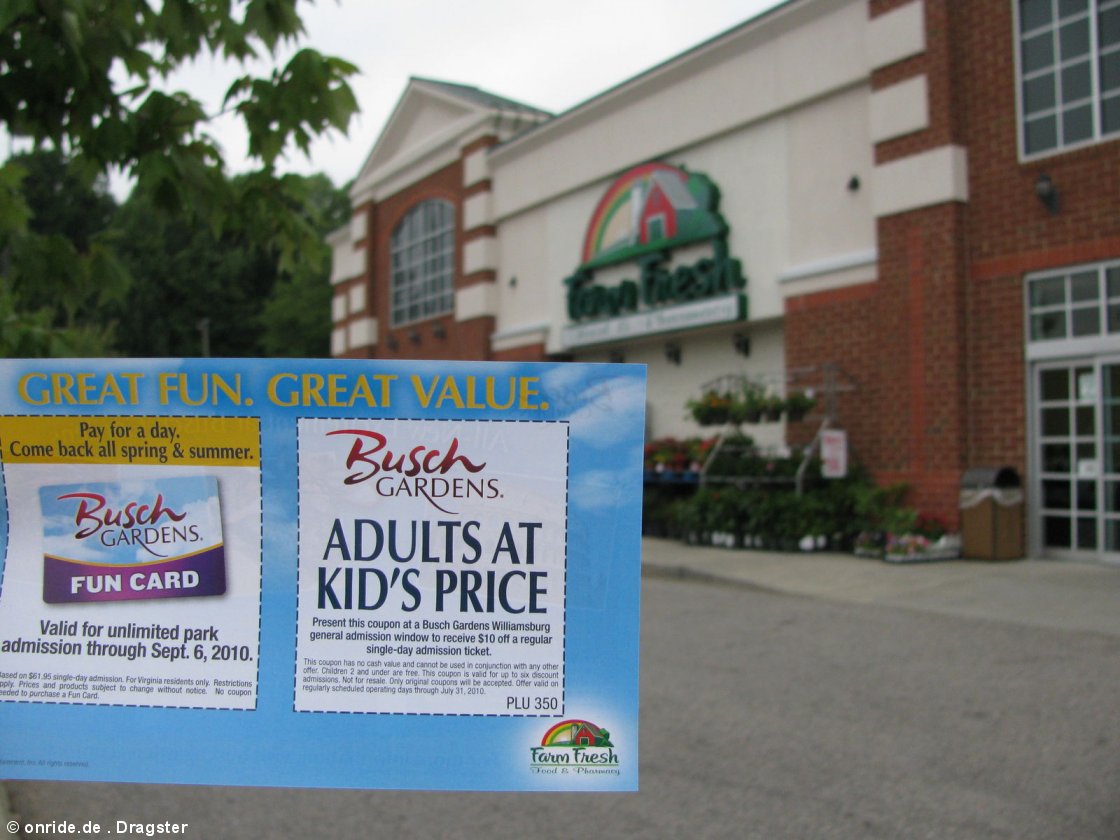 Farm Fresh
Food & Pharmacy
GREAT FUN. GREAT VALUE.
Pay for a day.
Come back all spring & summer.
Busch
GARDENS.
FUN CARD
Valid for unlimited park
admission through Sept. 6, 2010.
Based on $61.95 single-day admission. For Virginia residents only. Restrictions
apply. Prices and products subject to change without notice. No coupon
needed to purchase a Fun Card.
Busch
GARDENS.
ADULTS AT
KID'S PRICE
Present this coupon at a Busch Gardens Williamsburg
general admission window to receive $10 off a regular
single-day admission ticket.
This coupon has no cash value and cannot be used in conjunction with any other
offer. Children 2 and under are free. This coupon is valid for up to six discount
admissions. Not for resale. Only original coupons will be accepted. Offer valid on
regularly scheduled operating days through July 31, 2010.
PLU 350
Farm Fresh
Food & Pharmacy
Inc. All rights reserved.
© onride.de . Dragster